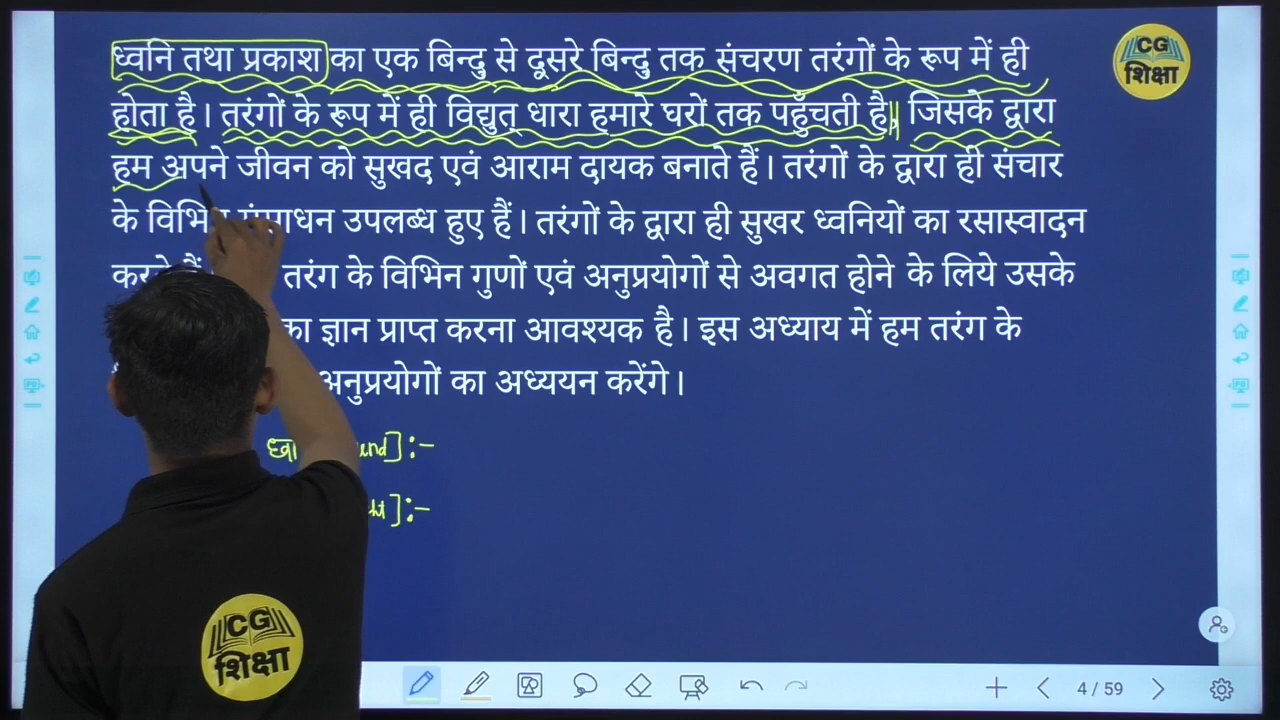 ध्वनि तथा प्रकाश का एक बिन्दु से दूसरे बिन्दु तक संचरण तरंगों के रूप में ही
होता है। तरंगों के रूप में ही विद्युत् धारा हमारे घरों तक पहुँचती है, जिसके द्वारा
हम अपने जीवन को सुखद एवं आराम दायक बनाते हैं। तरंगों के द्वारा ही संचार
के उपलब्ध हुए हैं। तरंगों के द्वारा ही सुखर ध्वनियों का रसास्वादन
तरंग के विभिन गुणों एवं अनुप्रयोगों से अवगत होने के लिये उसके
का ज्ञान प्राप्त करना आवश्यक है। इस अध्याय में हम तरंग के
अनुप्रयोगों का अध्ययन करेंगे।
:-
:-
CG
शिक्षा
CG
शिक्षा
4 / 59